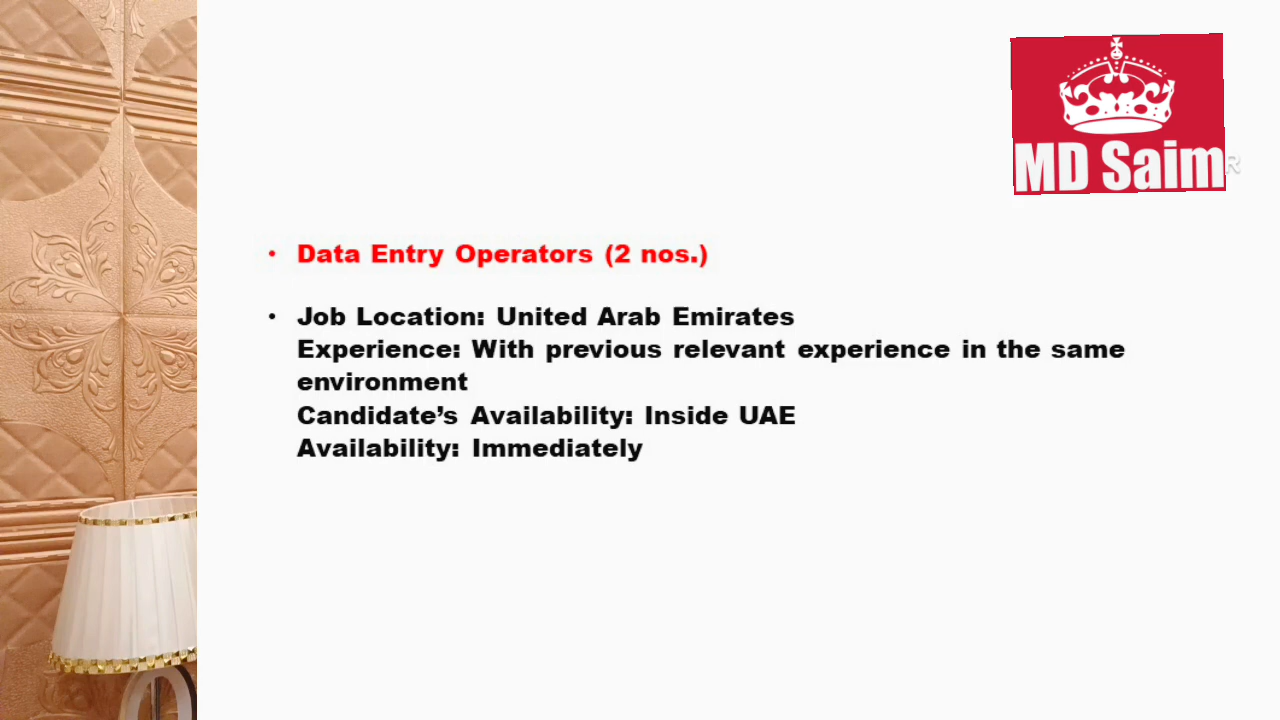 MD Saim
R
• Data Entry Operators (2 nos.)
• Job Location: United Arab Emirates
Experience: With previous relevant experience in the same
environment
Candidate’s Availability: Inside UAE
Availability: Immediately